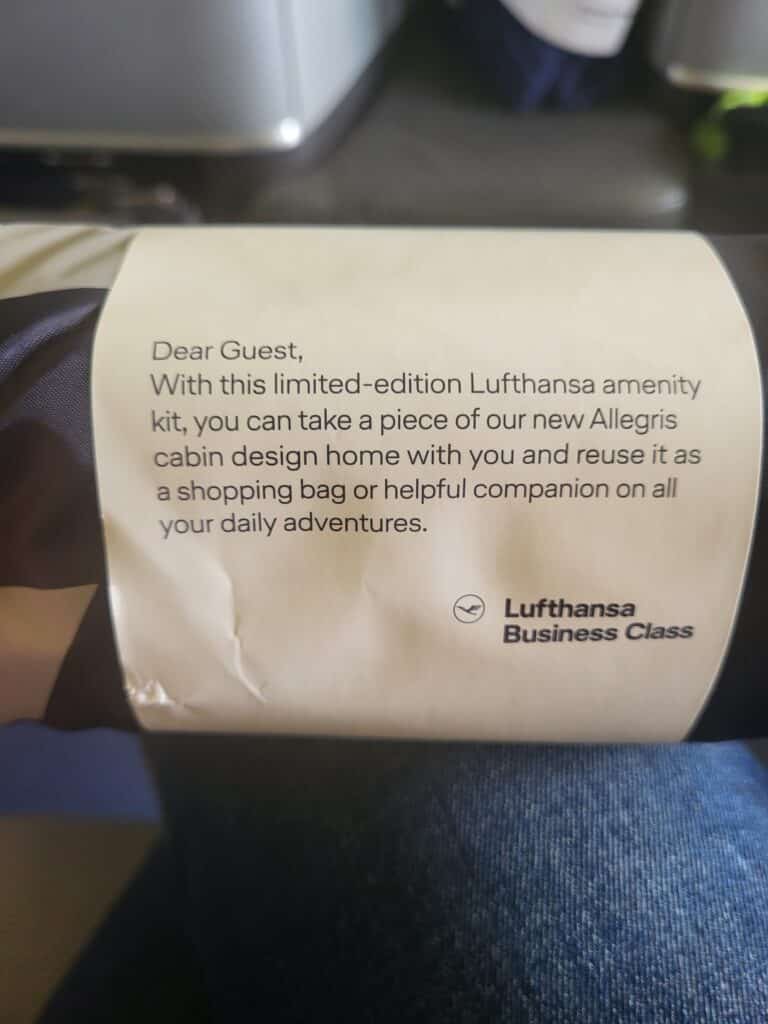 Dear Guest,
With this limited-edition Lufthansa amenity
kit, you can take a piece of our new Allegris
cabin design home with you and reuse it as
a shopping bag or helpful companion on all
your daily adventures.
Lufthansa
Business Class